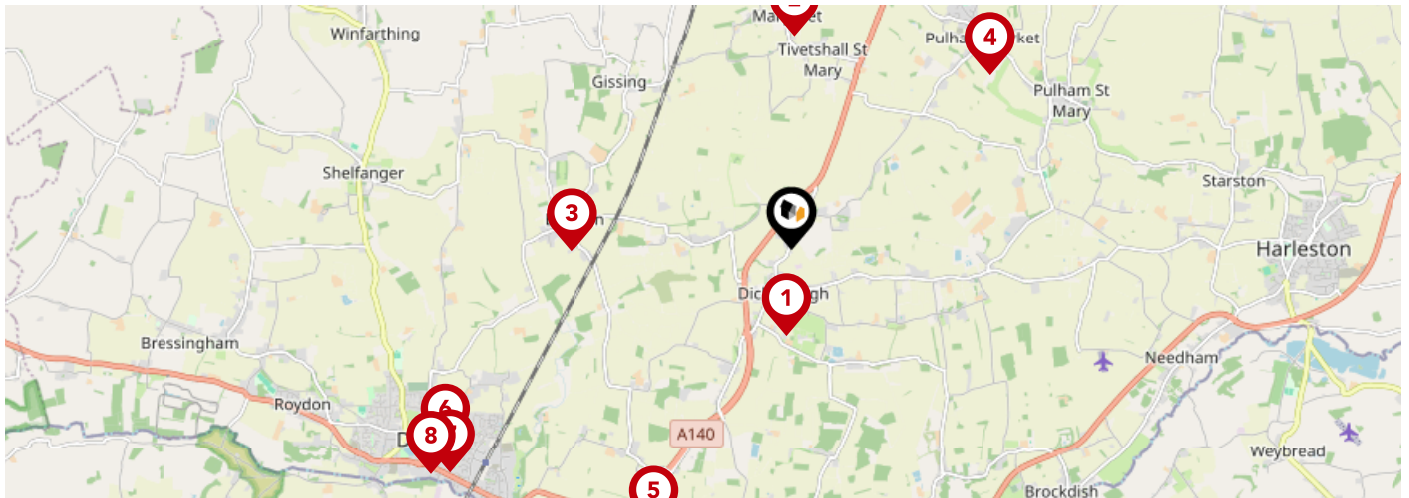 2
Winfarthing
Tivetshall St
Mary
4
Gissing
Pulham St
Mary
Shelfanger
Starston
3
Harleston
1
Bressingham
Needham
Roydon
6
8
A140
Weybread
5
Brockdish